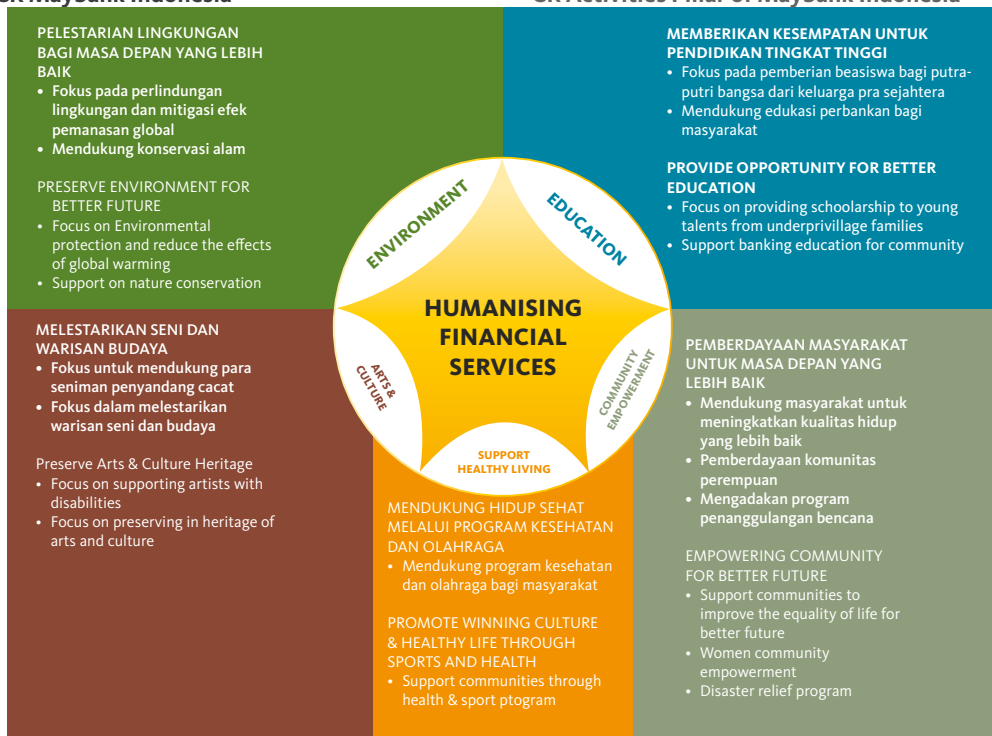 PELESTARIAN LINGKUNGAN
BAGI MASA DEPAN YANG LEBIH
BAIK
• Fokus pada perlindungan
lingkungan dan mitigasi efek
pemanasan global
• Mendukung konservasi alam
PRESERVE ENVIRONMENT FOR
BETTER FUTURE
• Focus on Environmental
protection and reduce the effects
of global warming
• Support on nature conservation
MEMBERIKAN KESEMPATAN UNTUK
PENDIDIKAN TINGKAT TINGGI
• Fokus pada pemberian beasiswa bagi putra-
putri bangsa dari keluarga pra sejahtera
• Mendukung edukasi perbankan bagi
masyarakat
PROVIDE OPPORTUNITY FOR BETTER
EDUCATION
• Focus on providing schoolarship to young
talents from underprivillage families
• Support banking education for community
ENVIRONMENT
EDUCATION
HUMANISING
FINANCIAL
SERVICES
ARTS &
CULTURE
COMMUNITY
EMPOWERMENT
SUPPORT
HEALTHY LIVING
MELESTARIKAN SENI DAN
WARISAN BUDAYA
• Fokus untuk mendukung para
seniman penyandang cacat
• Fokus dalam melestarikan
warisan seni dan budaya
Preserve Arts & Culture Heritage
• Focus on supporting artists with
disabilities
• Focus on preserving in heritage of
arts and culture
MENDUKUNG HIDUP SEHAT
MELALUI PROGRAM KESEHATAN
DAN OLAHRAGA
• Mendukung program kesehatan
dan olahraga bagi masyarakat
PROMOTE WINNING CULTURE
& HEALTHY LIFE THROUGH
SPORTS AND HEALTH
• Support communities through
health & sport ptogram
PEMBERDAYAAN MASYARAKAT
UNTUK MASA DEPAN YANG
LEBIH BAIK
• Mendukung masyarakat untuk
meningkatkan kualitas hidup
yang lebih baik
• Pemberdayaan komunitas
perempuan
• Mengadakan program
penanggulangan bencana
EMPOWERING COMMUNITY
FOR BETTER FUTURE
• Support communities to
improve the equality of life for
better future
• Women community
empowerment
• Disaster relief program